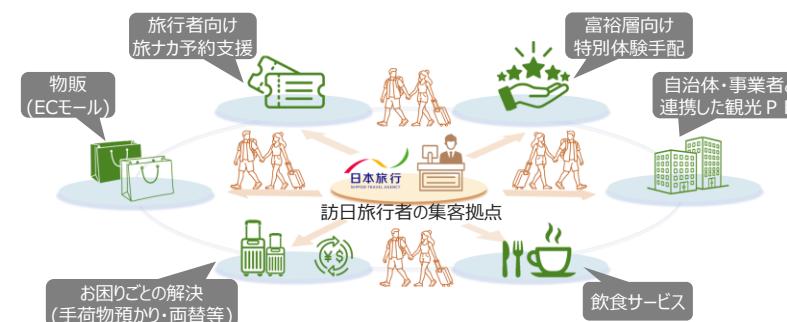 旅行者向け
旅ナカ予約支援
富裕層向け
特別体験手配
物販
(ECモール)
自治体・事業者
連携した観光P
日本旅行
NIPPON TRAVEL AGENCY
訪日旅行者の集客拠点
¥$
お困りごとの解決
(手荷物預かり・両替等)
飲食サービス